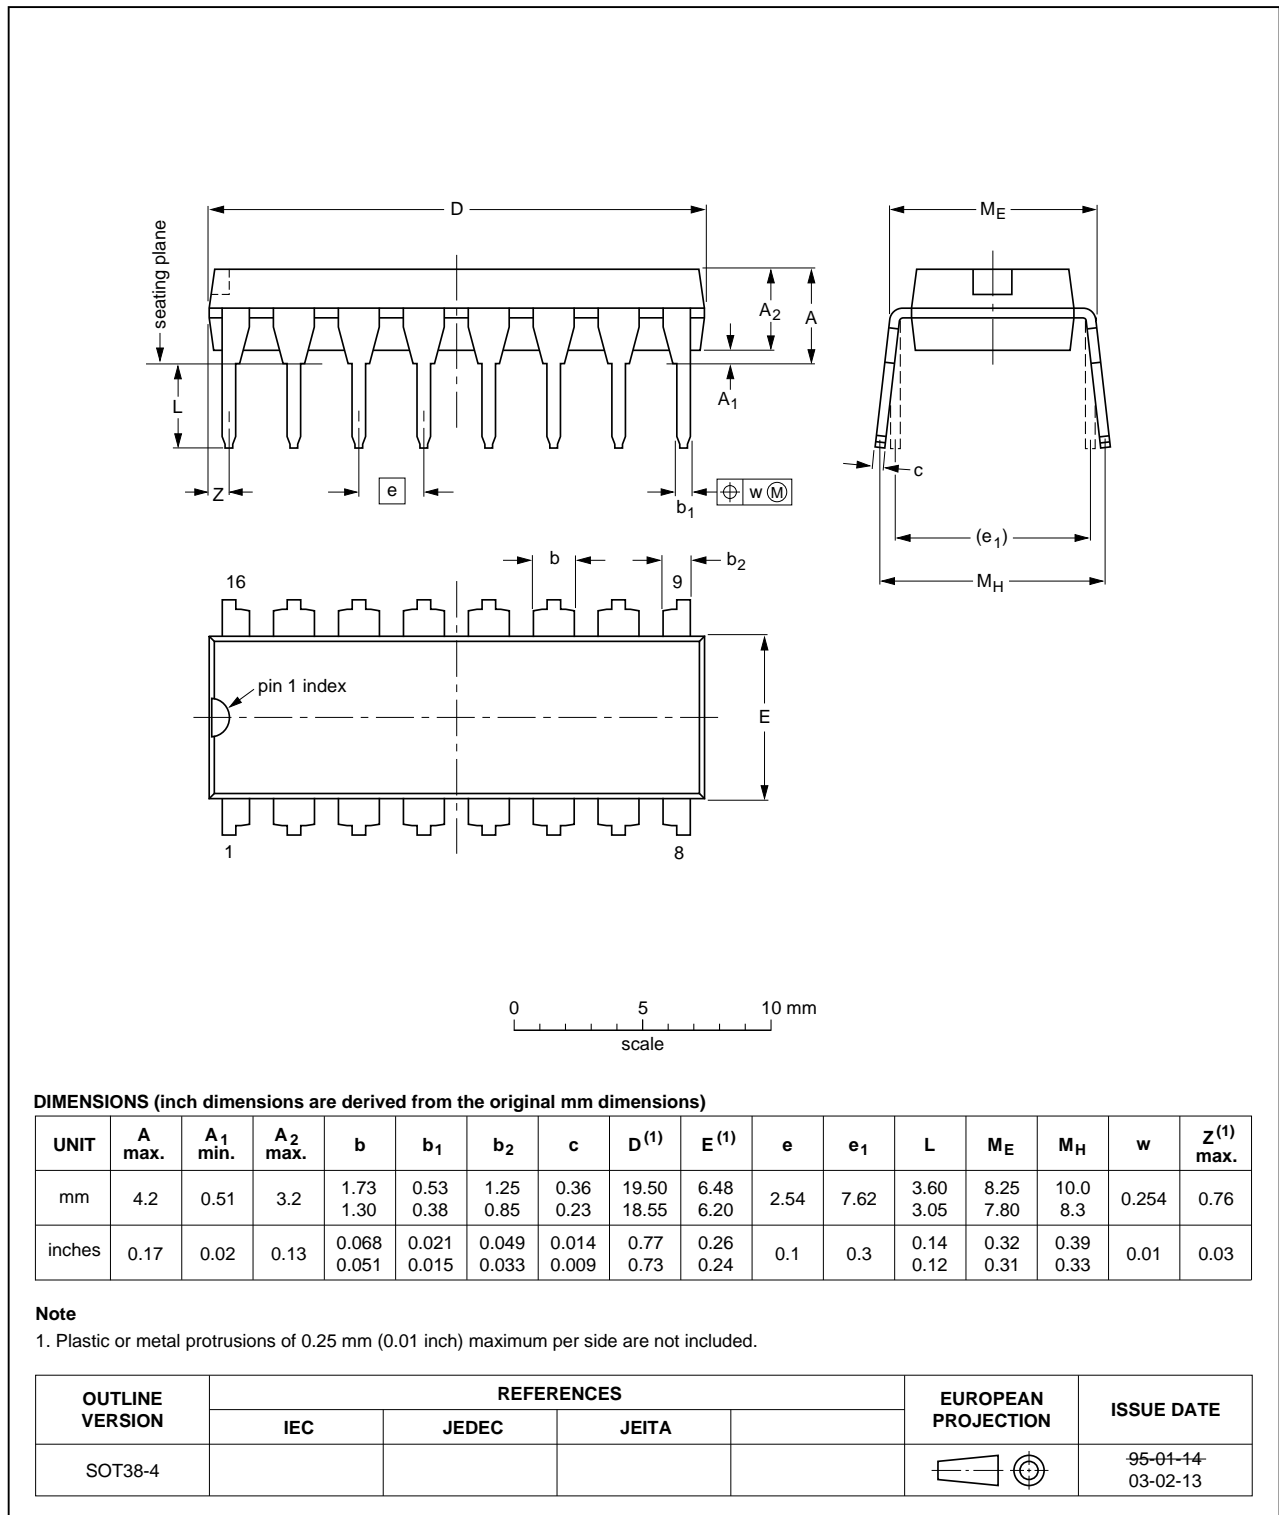 D
ME
seating plane
A2
A
L
A1
Z
e
b1
w M
c
(e1)
MH
b
b2
16
9
pin 1 index
E
1
8
0 5 10 mm
scale
DIMENSIONS (inch dimensions are derived from the original mm dimensions)
UNIT A max. A1 min. A2 max. b b1 b2 c D(1) E(1) e e1 L ME MH w Z(1) max.
mm 4.2 0.51 3.2 1.73 1.30 0.53 0.38 1.25 0.85 0.36 0.23 19.50 18.55 6.48 6.20 2.54 7.62 3.60 3.05 8.25 7.80 10.0 8.3 0.254 0.76
inches 0.17 0.02 0.13 0.068 0.051 0.021 0.015 0.049 0.033 0.014 0.009 0.77 0.73 0.26 0.24 0.1 0.3 0.14 0.12 0.32 0.31 0.39 0.33 0.01 0.03
Note
1. Plastic or metal protrusions of 0.25 mm (0.01 inch) maximum per side are not included.
OUTLINE VERSION REFERENCES EUROPEAN PROJECTION ISSUE DATE
IEC JEDEC JEITA
SOT38-4 95-01-14
03-02-13